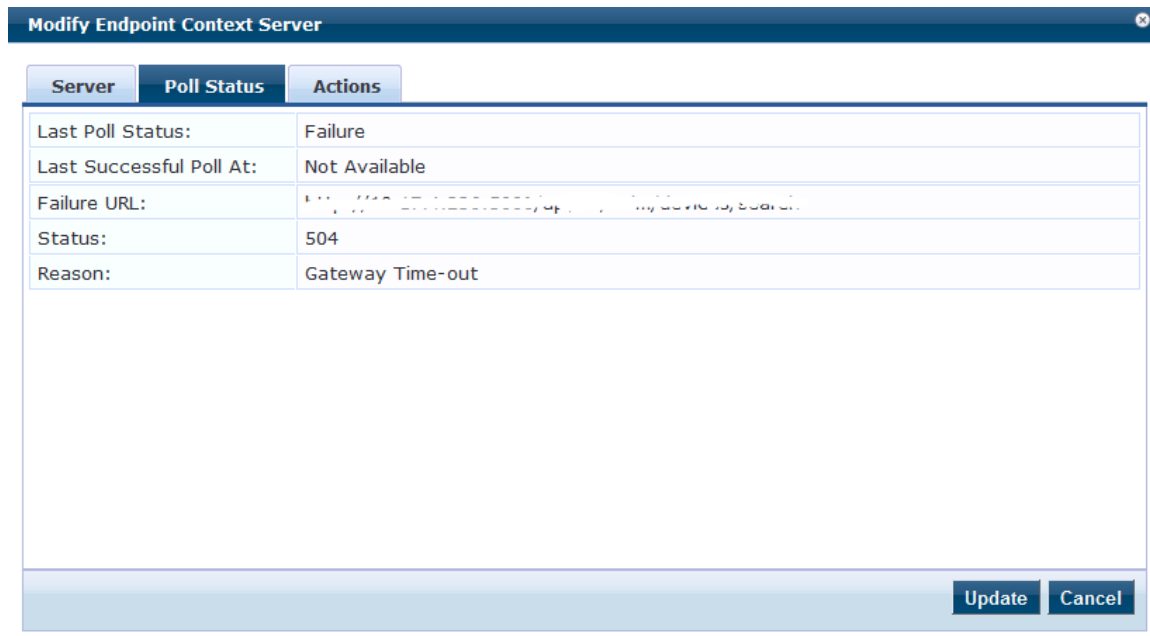 Modify Endpoint Context Server
Server Poll Status Actions
Last Poll Status: Failure
Last Successful Poll At: Not Available
Failure URL:
Status: 504
Reason: Gateway Time-out
Update Cancel